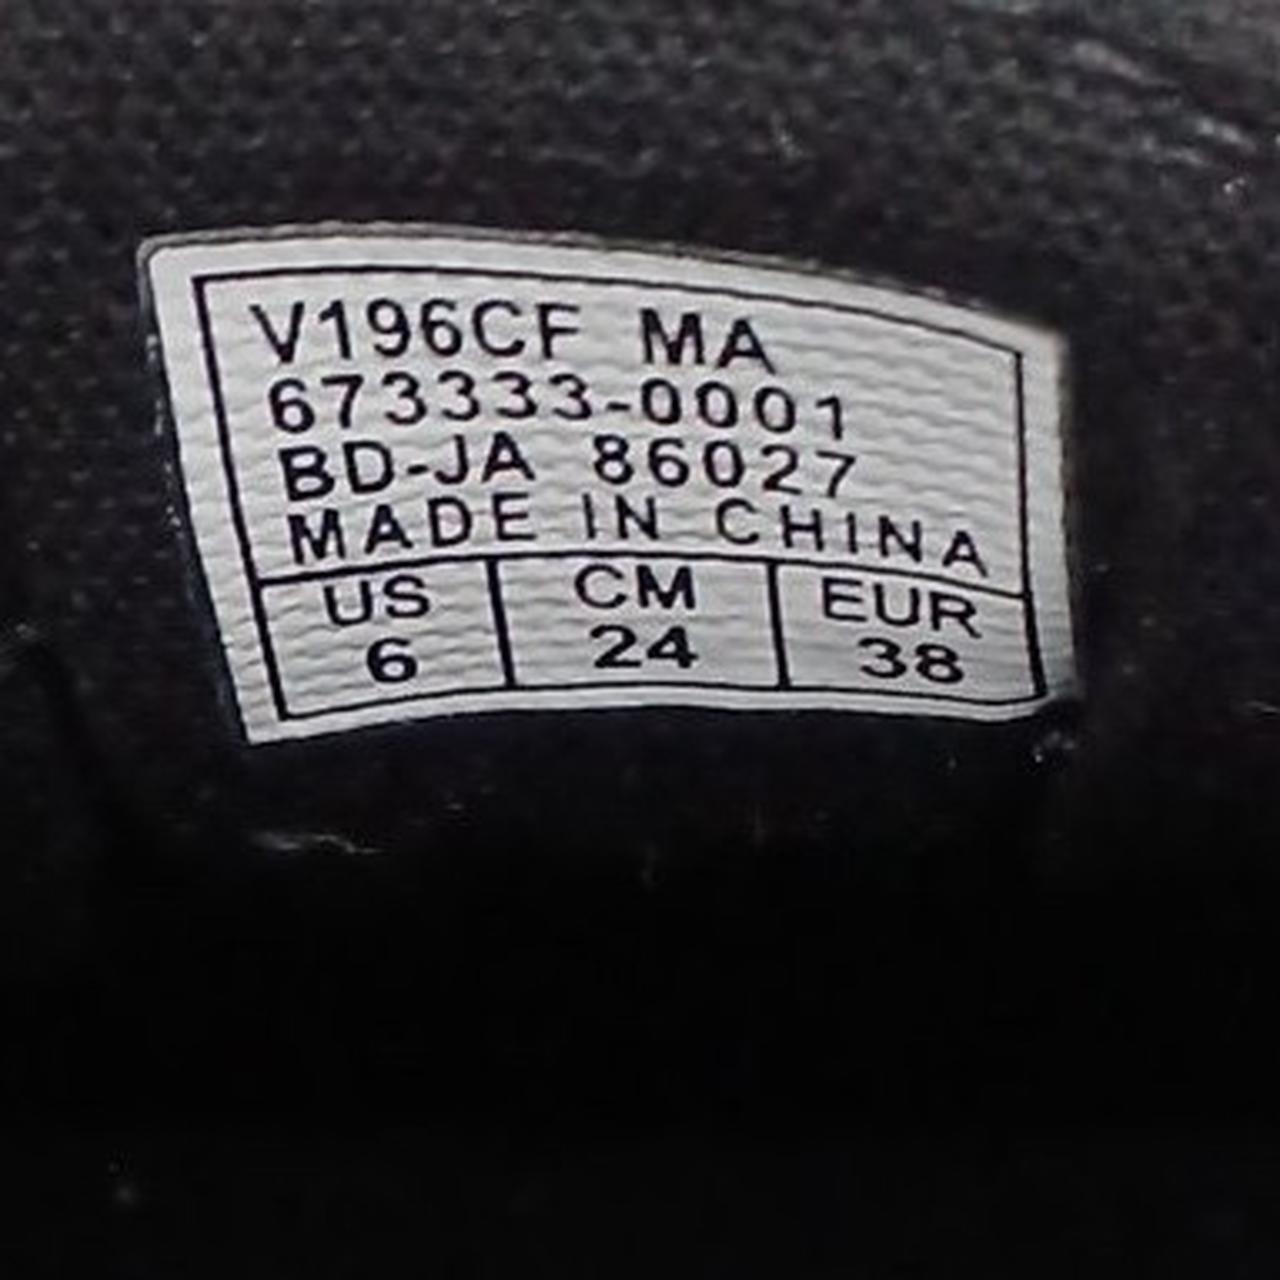 V196CF MA
673333-0001
BD-JA 86027
MADE IN CHINA
US CM EUR
6 24 38